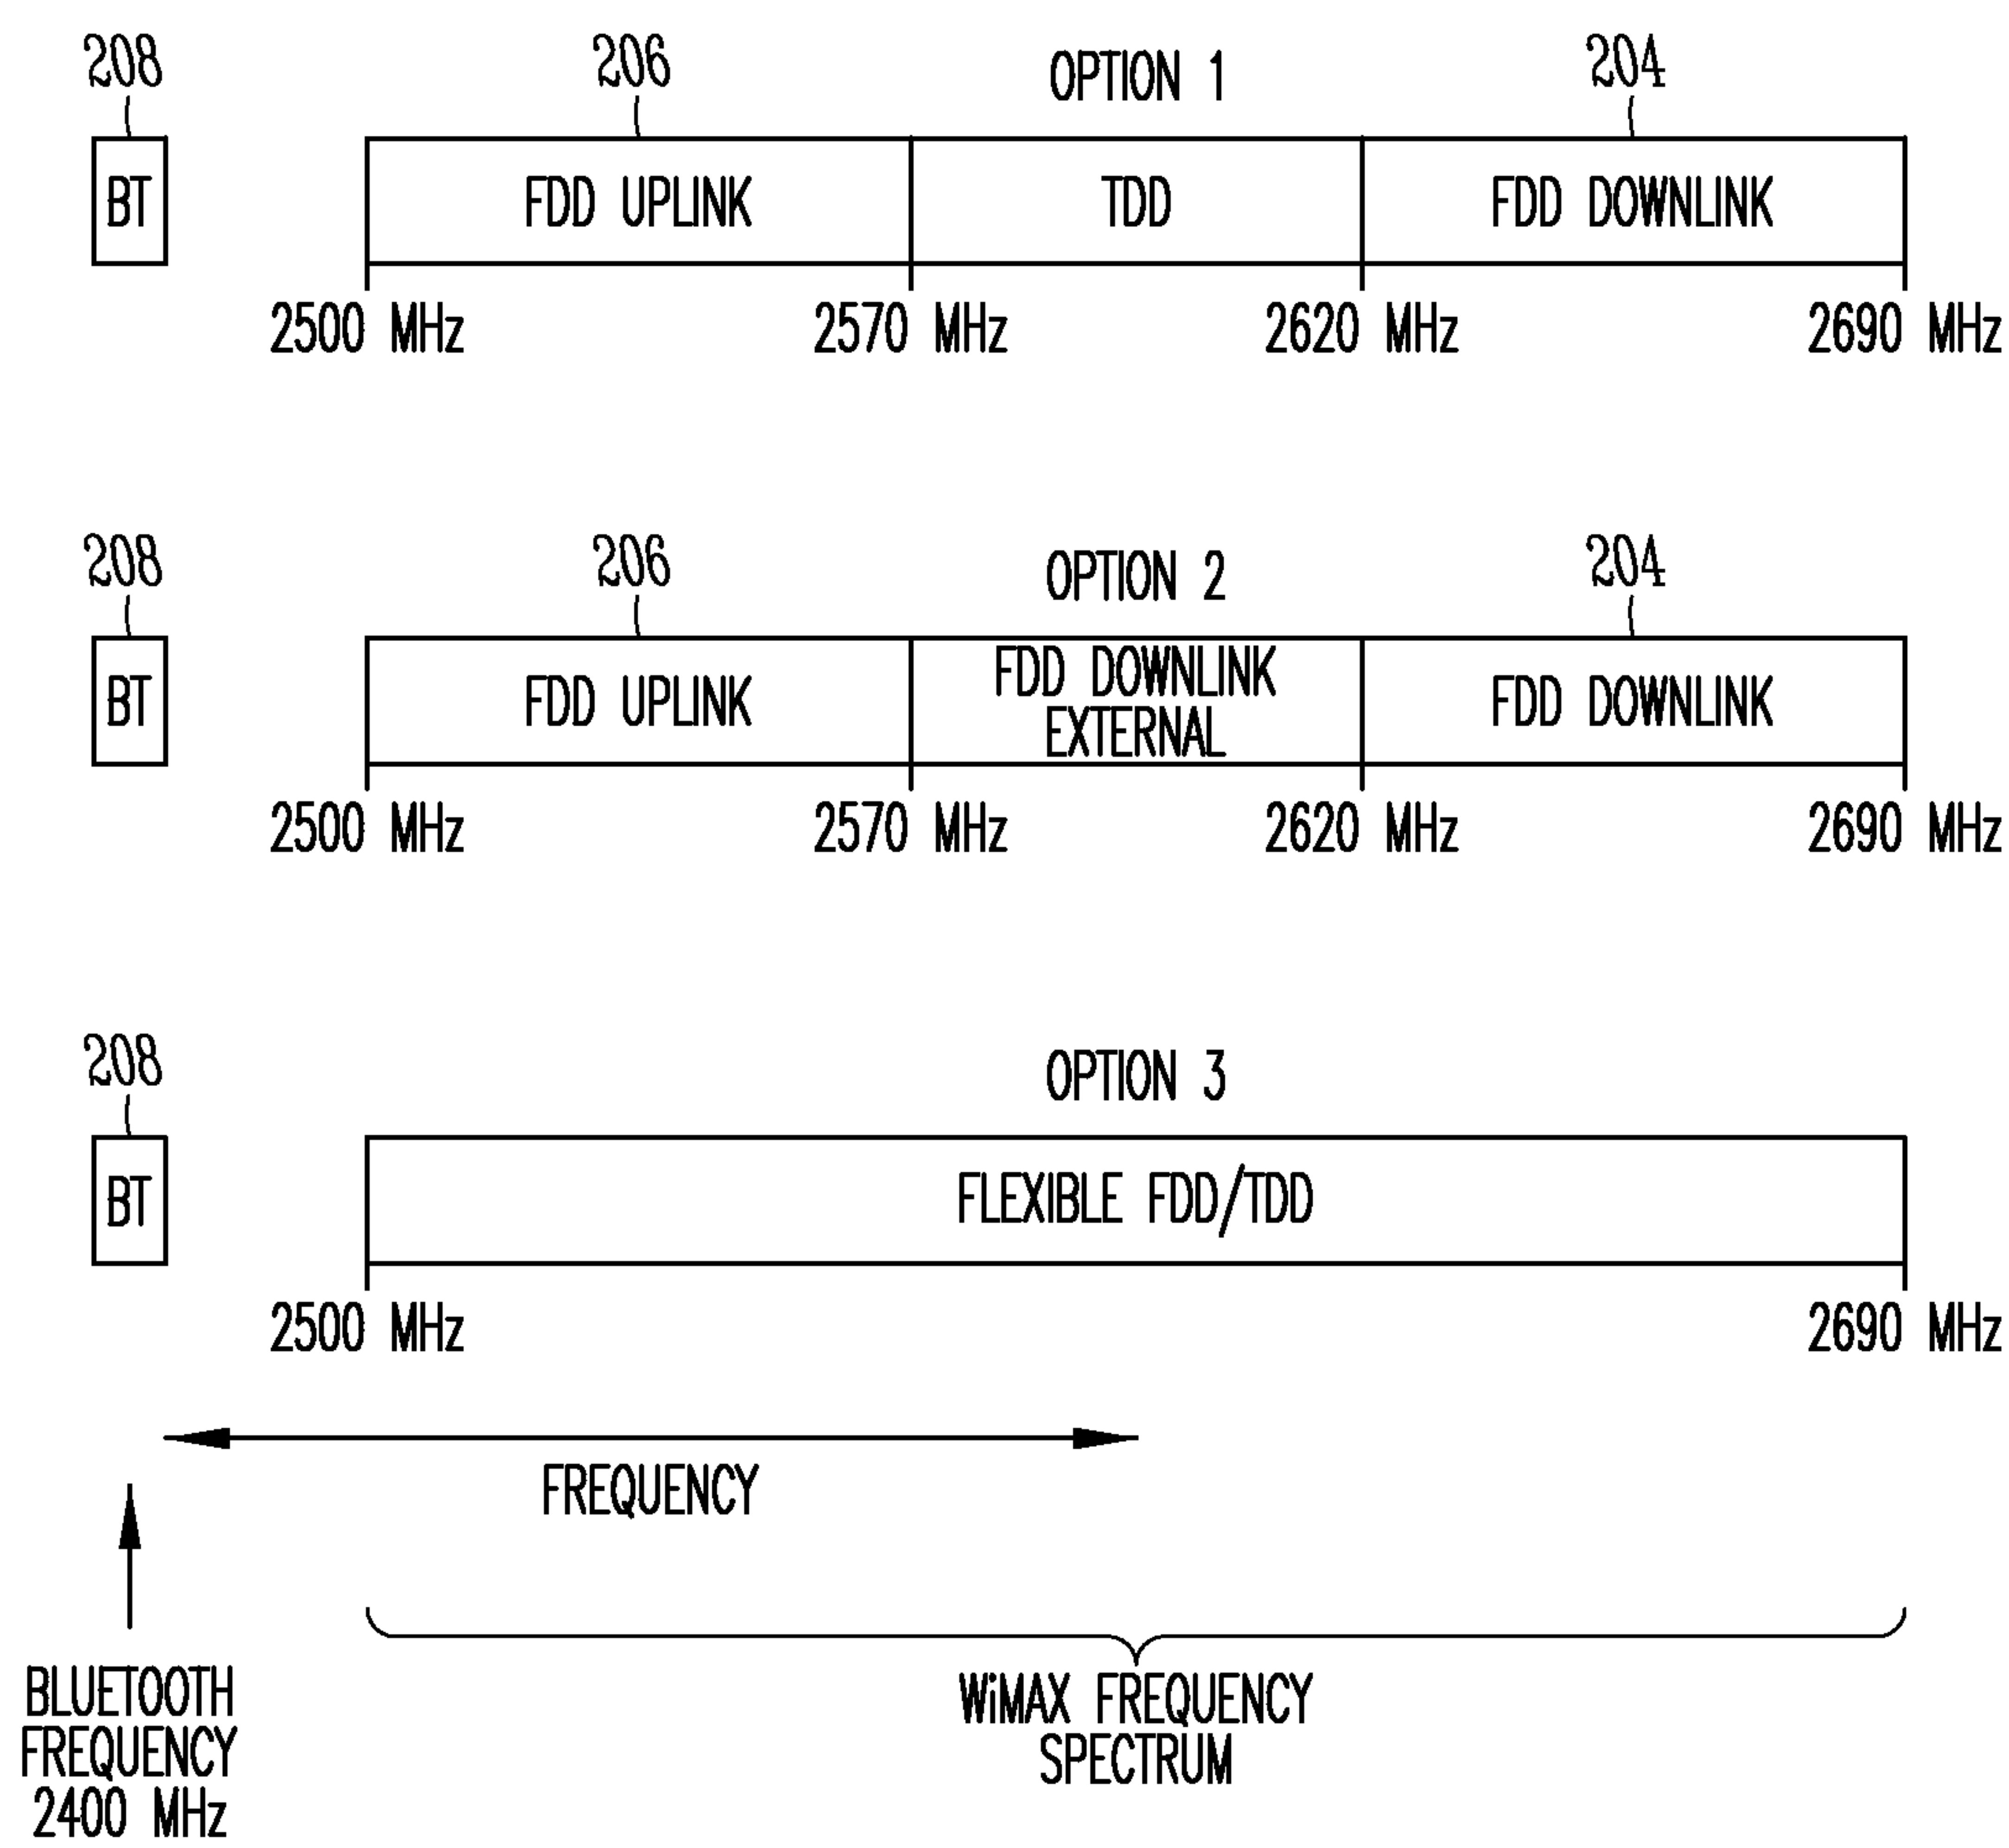 208 206 OPTION 1 204
BT FDD UPLINK TDD FDD DOWNLINK
2500 MHz 2570 MHz 2620 MHz 2690 MHz
208 206 OPTION 2 204
BT FDD UPLINK FDD DOWNLINK EXTERNAL FDD DOWNLINK
2500 MHz 2570 MHz 2620 MHz 2690 MHz
208 OPTION 3
BT FLEXIBLE FDD/TDD
2500 MHz 2690 MHz
FREQUENCY
BLUETOOTH
FREQUENCY
2400 MHz
WiMAX FREQUENCY
SPECTRUM